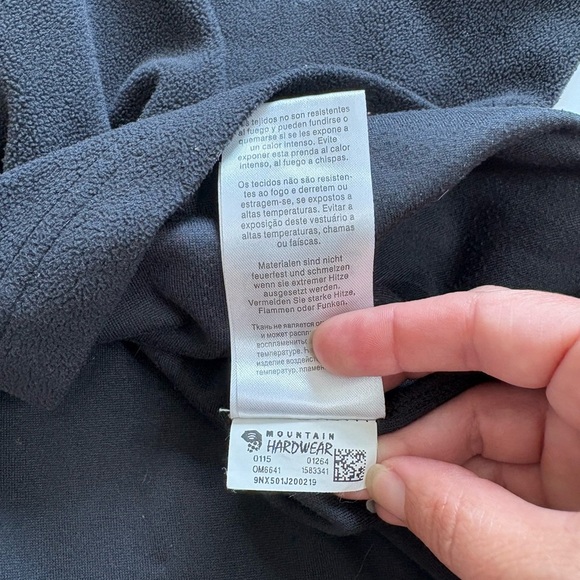 tejidos no son resistentes
al fuego y pueden fundirse o
quemarse si se les expone a
un calor intenso. Evite
exponer esta prenda al calor
intenso, al fuego a chispas.
Os tecidos não são resisten-
tes ao fogo e derretem ou
estragem-se, se expostos a
altas temperaturas. Evitar a
exposição deste vestuário a
altas temperaturas, chamas
ou faíscas.
Materialen sind nicht
feuerfest und schmelzen
wenn sie extremer Hitze
ausgesetzt werden.
Vermelden Sie starke Hitze,
Flammen oder Funken.
Ткань не является
и может
воспламениться
температуре.
изделие
температур,
MOUNTAIN
HARDWEAR
0115 01264
OM6641 1583341
9NX501J200219